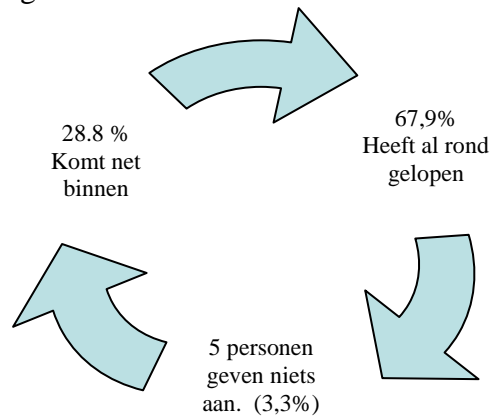 28.8 %
Komt net
binnen
67,9%
Heeft al rond
gelopen
5 personen
geven niets
aan. (3,3%)